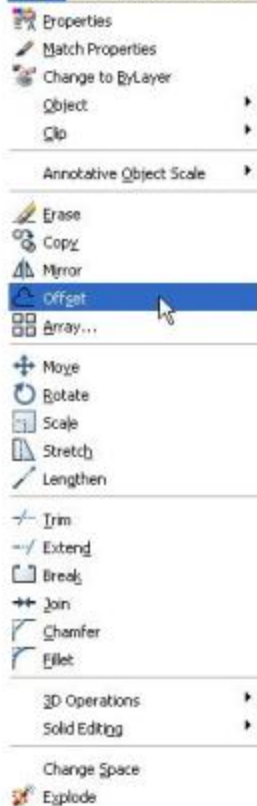 Properties
Match Properties
Change to ByLayer
Object
Clip
Annotative Object Scale
Erase
Copy
Mirror
Offset
Array...
Move
Rotate
Scale
Stretch
Lengthen
Trim
Extend
Break
Join
Chamfer
Fillet
3D Operations
Solid Editing
Change Space
Explode